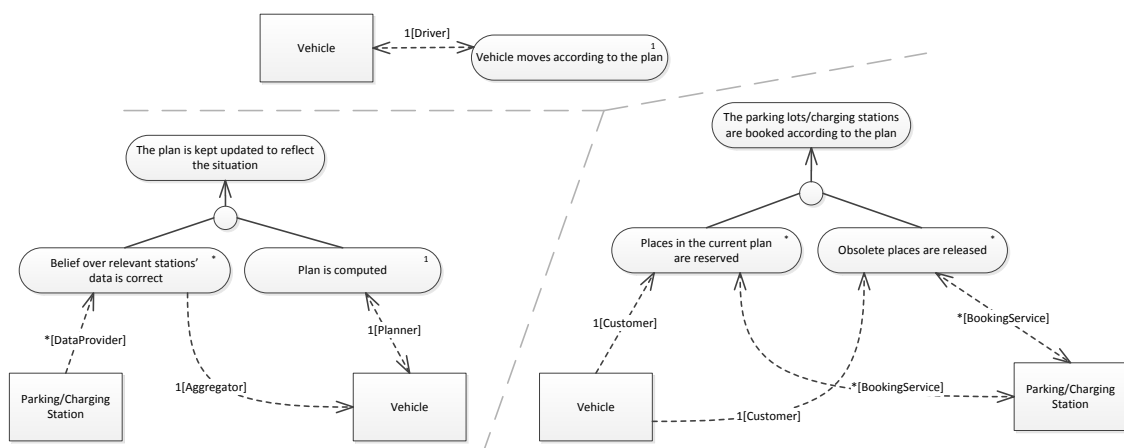 Vehicle
1[Driver]
1
Vehicle moves according to the plan
The plan is kept updated to reflect
the situation
Belief over relevant stations'
data is correct
*
Plan is computed
1
*[DataProvider]
1[Planner]
1[Aggregator]
Parking/Charging
Station
Vehicle
The parking lots/charging stations
are booked according to the plan
Places in the current plan
are reserved
*
Obsolete places are released
*
1[Customer]
*[BookingService]
*[BookingService]
1[Customer]
Vehicle
Parking/Charging
Station